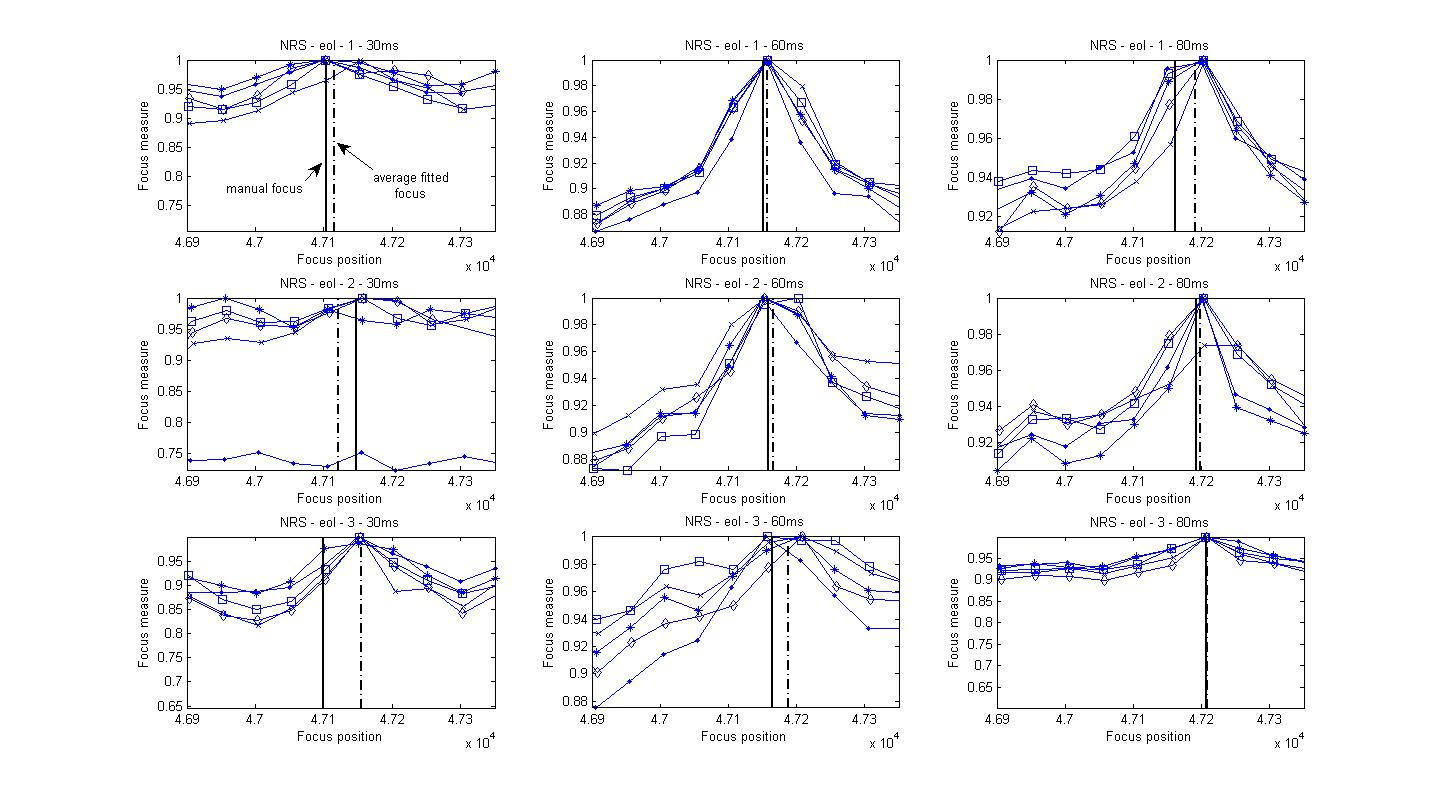 NRS - eol - 1 - 30ms
1
0.95
0.9
0.85
0.8
0.75
Focus measure
manual focus
average fitted
focus
4.69 4.7 4.71 4.72 4.73
Focus position
x 10^4
NRS - eol - 1 - 60ms
1
0.98
0.96
0.94
0.92
0.9
0.88
Focus measure
4.69 4.7 4.71 4.72 4.73
Focus position
x 10^4
NRS - eol - 1 - 80ms
1
0.98
0.96
0.94
0.92
Focus measure
4.69 4.7 4.71 4.72 4.73
Focus position
x 10^4
NRS - eol - 2 - 30ms
1
0.95
0.9
0.85
0.8
0.75
Focus measure
4.69 4.7 4.71 4.72 4.73
Focus position
x 10^4
NRS - eol - 2 - 60ms
1
0.98
0.96
0.94
0.92
0.9
0.88
Focus measure
4.69 4.7 4.71 4.72 4.73
Focus position
x 10^4
NRS - eol - 2 - 80ms
1
0.98
0.96
0.94
0.92
Focus measure
4.69 4.7 4.71 4.72 4.73
Focus position
x 10^4
NRS - eol - 3 - 30ms
0.95
0.9
0.85
0.8
0.75
0.7
0.65
Focus measure
4.69 4.7 4.71 4.72 4.73
Focus position
x 10^4
NRS - eol - 3 - 60ms
1
0.98
0.96
0.94
0.92
0.9
0.88
Focus measure
4.69 4.7 4.71 4.72 4.73
Focus position
x 10^4
NRS - eol - 3 - 80ms
0.95
0.9
0.85
0.8
0.75
0.7
0.65
Focus measure
4.69 4.7 4.71 4.72 4.73
Focus position
x 10^4